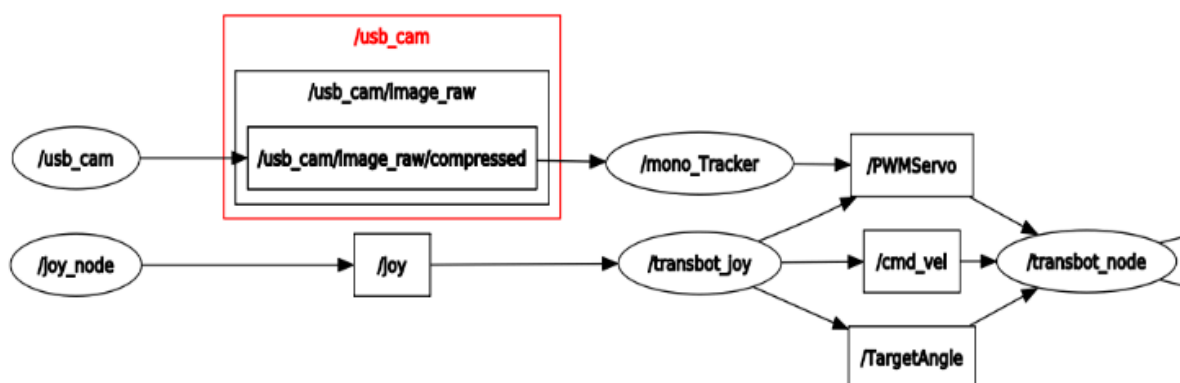 /usb_cam
/usb_cam/image_raw
/usb_cam
/usb_cam/image_raw/compressed
/mono_Tracker
/PWMServo
/joy_node
/joy
/transbot_joy
/cmd_vel
/transbot_node
/TargetAngle